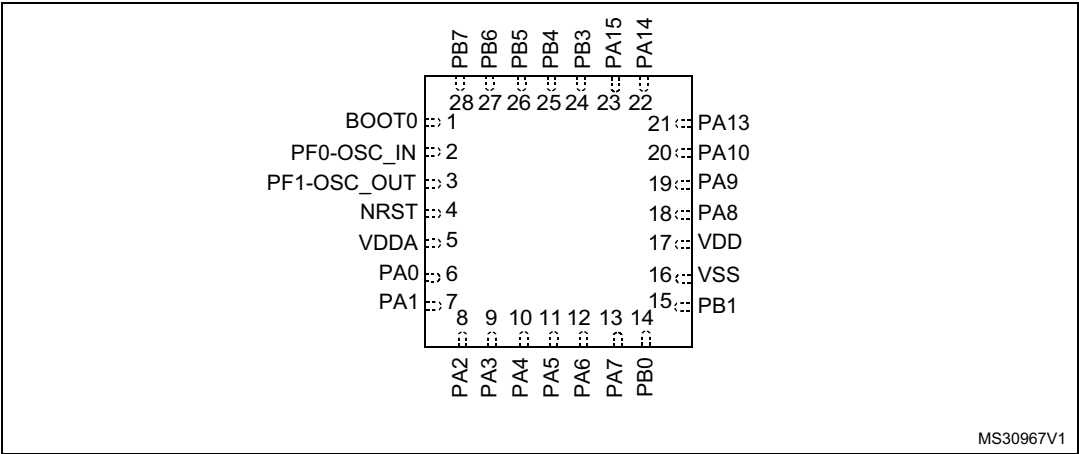 PB7 PB6 PB5 PB4 PB3 PA15 PA14
28 27 26 25 24 23 22
BOOT0 1 21 PA13
PF0-OSC_IN 2 20 PA10
PF1-OSC_OUT 3 19 PA9
NRST 4 18 PA8
VDDA 5 17 VDD
PA0 6 16 VSS
PA1 7 15 PB1
8 9 10 11 12 13 14
PA2 PA3 PA4 PA5 PA6 PA7 PB0
MS30967V1